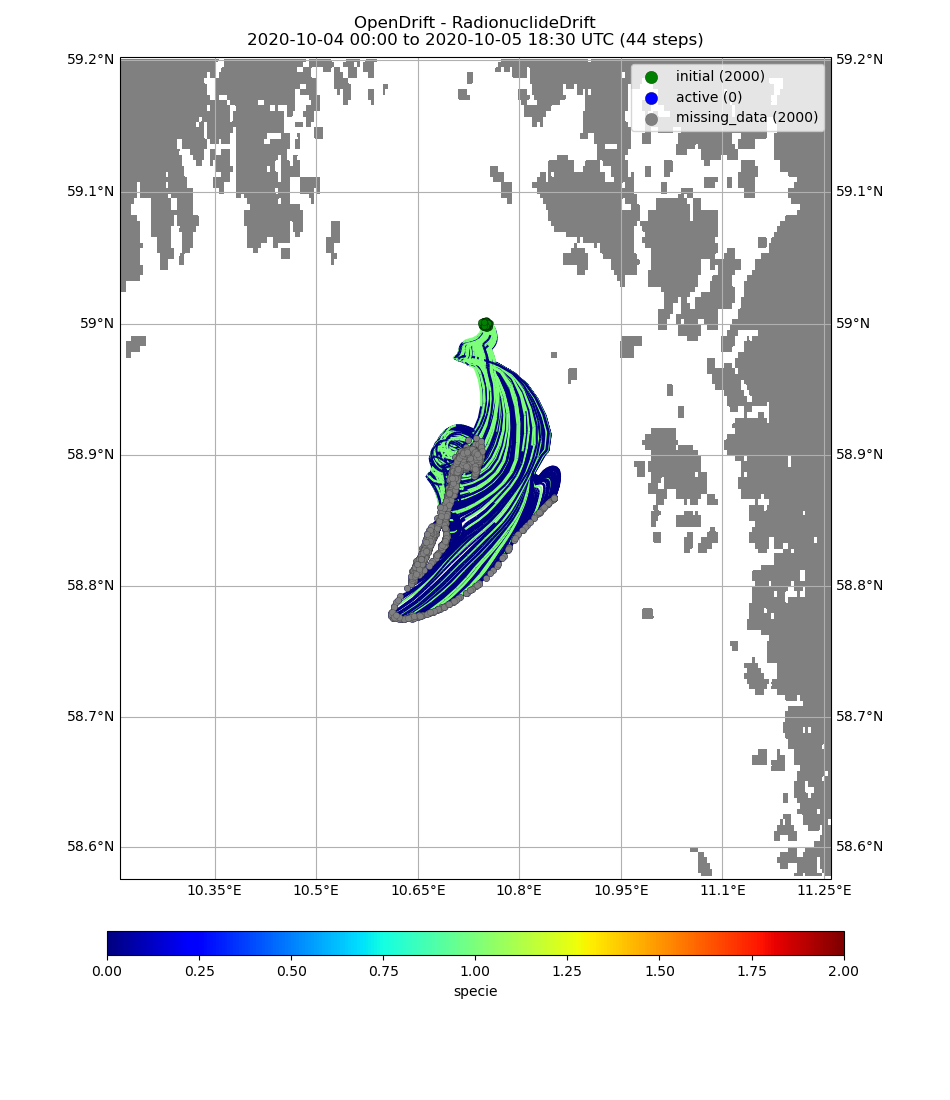 OpenDrift - RadionuclideDrift
2020-10-04 00:00 to 2020-10-05 18:30 UTC (44 steps)
59.2°N 59.2°N
initial (2000)
active (0)
missing_data (2000)
59.1°N 59.1°N
59°N 59°N
58.9°N 58.9°N
58.8°N 58.8°N
58.7°N 58.7°N
58.6°N 58.6°N
10.35°E 10.5°E 10.65°E 10.8°E 10.95°E 11.1°E 11.25°E
0.00 0.25 0.50 0.75 1.00 1.25 1.50 1.75 2.00
specie